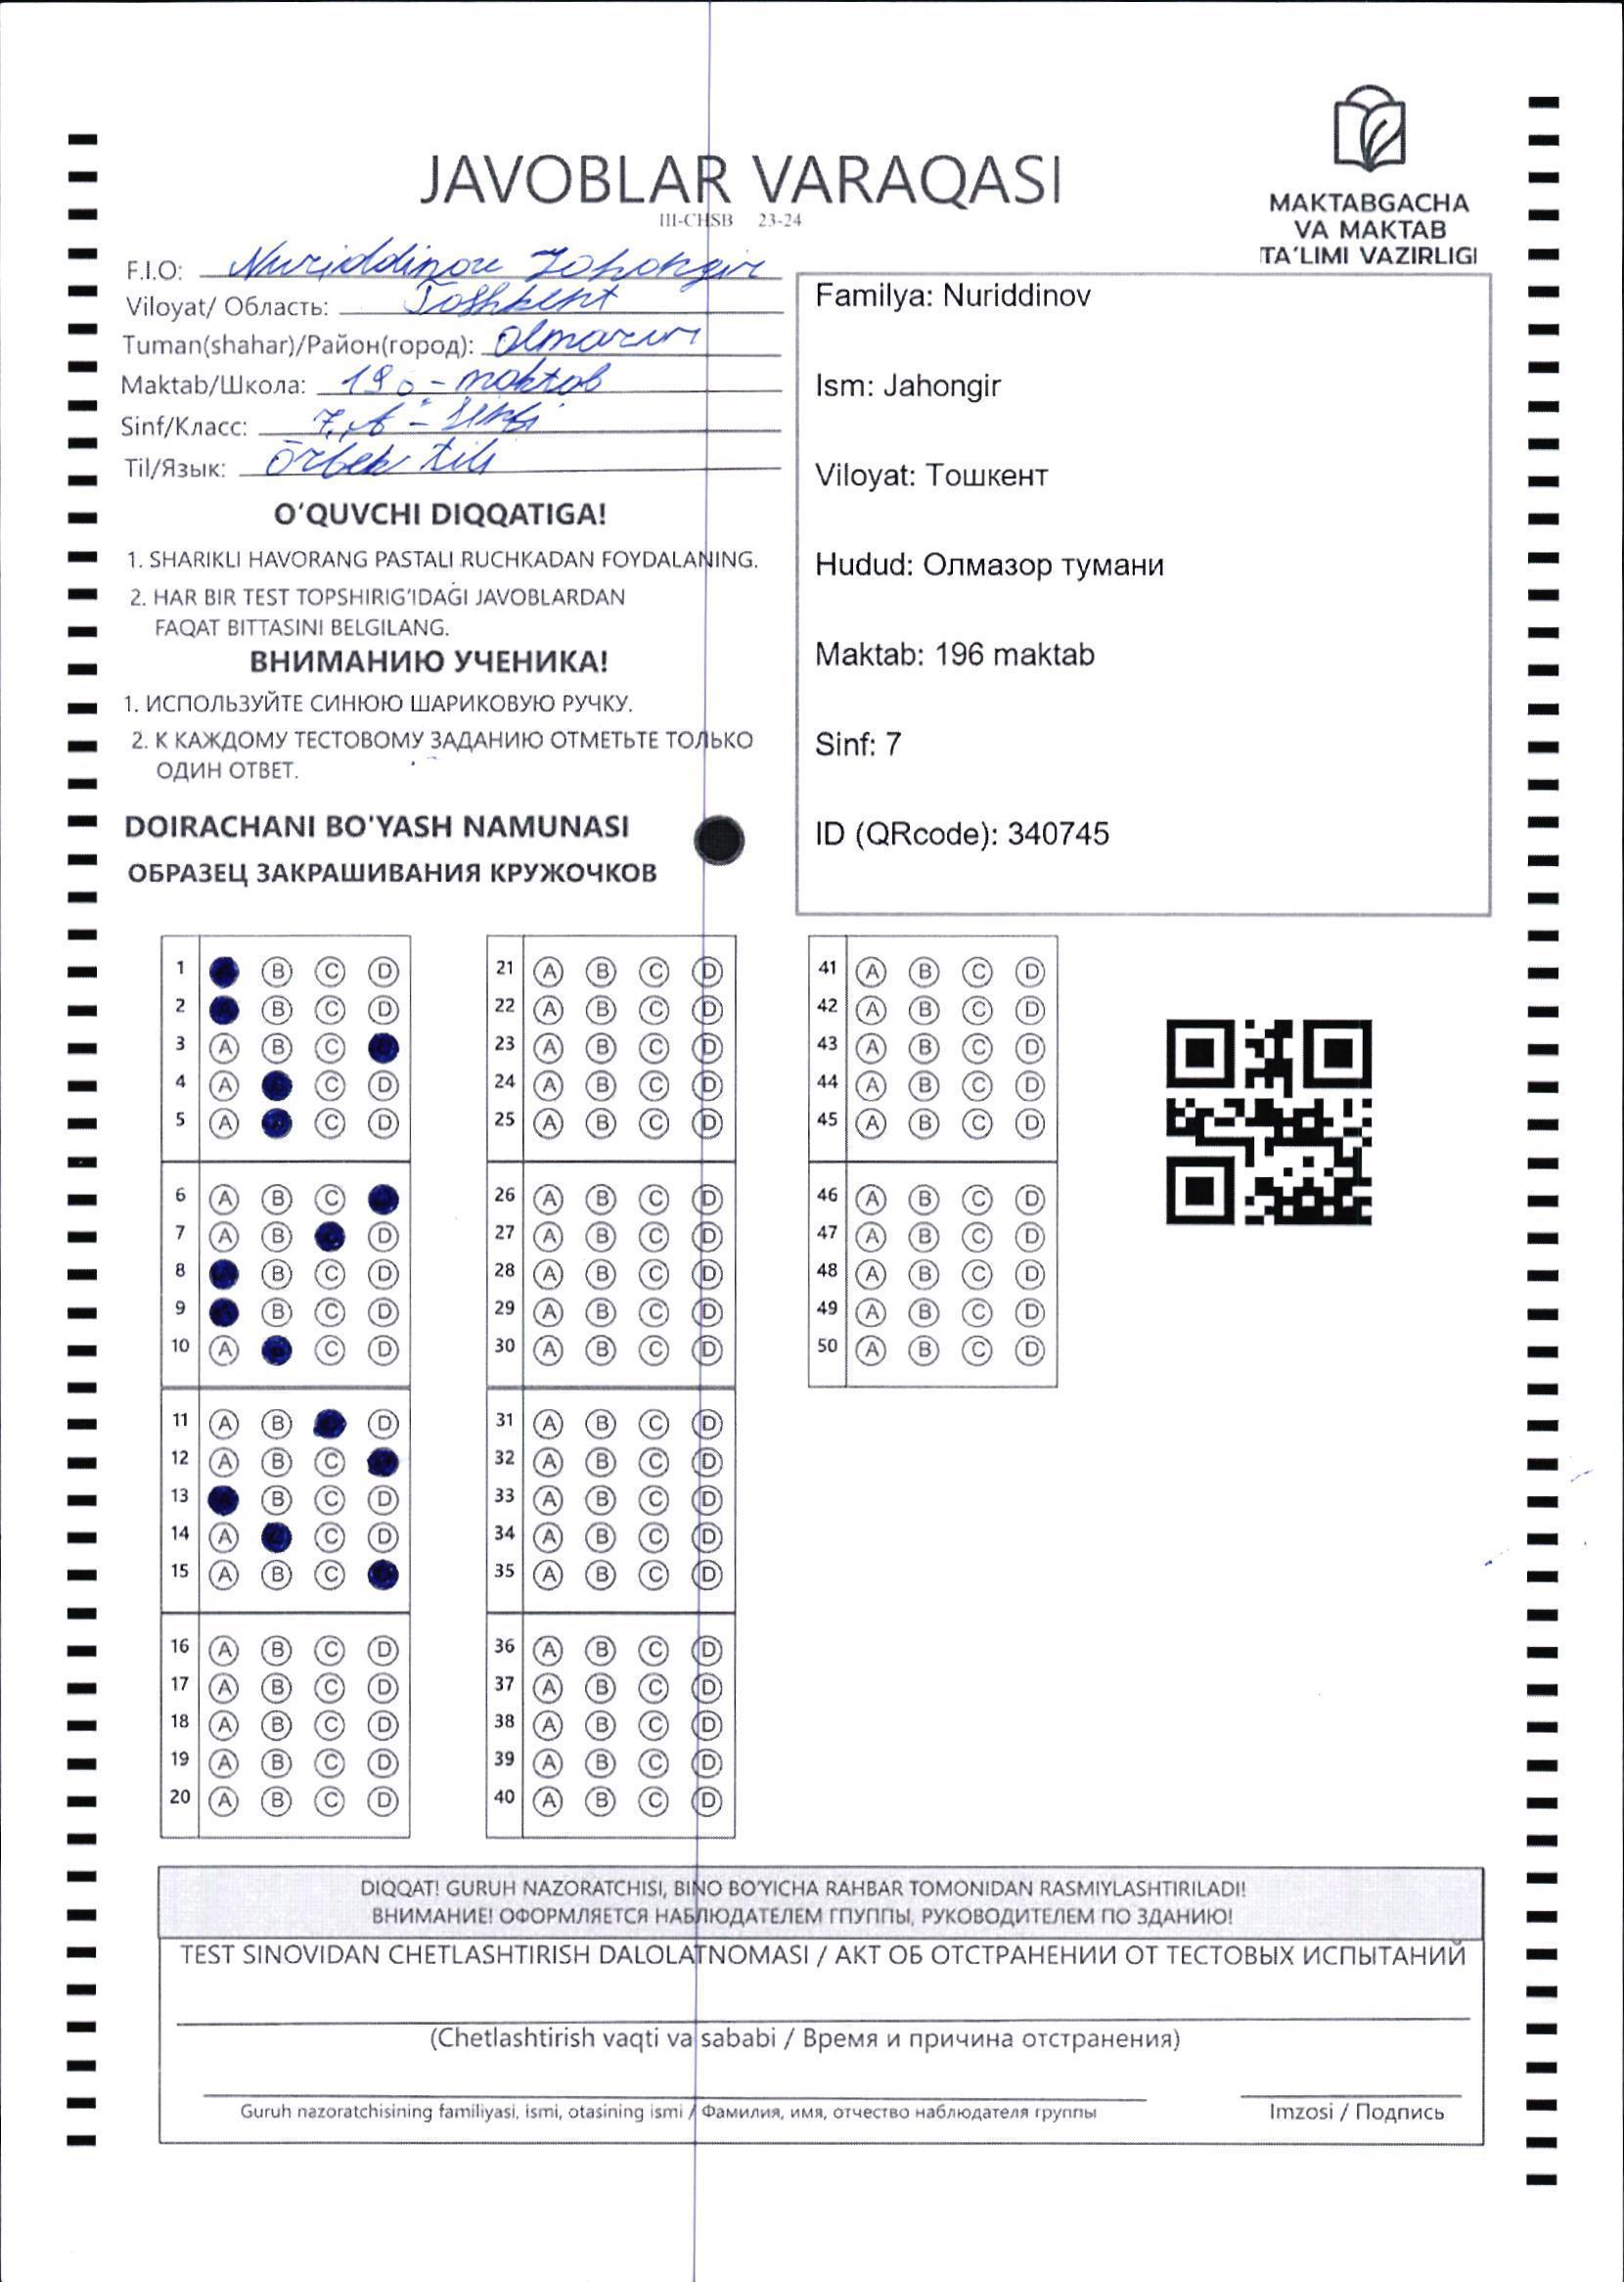 JAVOBLAR VARAQASI
III-CHSB 23-24
MAKTABGACHA
VA MAKTAB
TA'LIMI VAZIRLIGI
F.I.O: Nuriddinov Johongir
Viloyat/ Область: Toshkent
Tuman(shahar)/Район(город): Olmazor
Maktab/Школа: 196 - maktab
Sinf/Класс: 7 „A" - sinfi
Til/Язык: O'zbek tili
O'QUVCHI DIQQATIGA!
1. SHARIKLI HAVORANG PASTALI RUCHKADAN FOYDALANING.
2. HAR BIR TEST TOPSHIRIG'IDAGI JAVOBLARDAN
FAQAT BITTASINI BELGILANG.
ВНИМАНИЮ УЧЕНИКА!
1. ИСПОЛЬЗУЙТЕ СИНЮЮ ШАРИКОВУЮ РУЧКУ.
2. К КАЖДОМУ ТЕСТОВОМУ ЗАДАНИЮ ОТМЕТЬТЕ ТОЛЬКО
ОДИН ОТВЕТ.
DOIRACHANI BO'YASH NAMUNASI
ОБРАЗЕЦ ЗАКРАШИВАНИЯ КРУЖОЧКОВ
Familya: Nuriddinov
Ism: Jahongir
Viloyat: Тошкент
Hudud: Олмазор тумани
Maktab: 196 maktab
Sinf: 7
ID (QRcode): 340745
1 B C D
2 B C D
3 A B C
4 A C D
5 A C D
6 A B C
7 A B D
8 B C D
9 B C D
10 A C D
11 A B D
12 A B C
13 B C D
14 A C D
15 A B C
16 A B C D
17 A B C D
18 A B C D
19 A B C D
20 A B C D
21 A B C D
22 A B C D
23 A B C D
24 A B C D
25 A B C D
26 A B C D
27 A B C D
28 A B C D
29 A B C D
30 A B C D
31 A B C D
32 A B C D
33 A B C D
34 A B C D
35 A B C D
36 A B C D
37 A B C D
38 A B C D
39 A B C D
40 A B C D
41 A B C D
42 A B C D
43 A B C D
44 A B C D
45 A B C D
46 A B C D
47 A B C D
48 A B C D
49 A B C D
50 A B C D
DIQQAT! GURUH NAZORATCHISI, BINO BO'YICHA RAHBAR TOMONIDAN RASMIYLASHTIRILADI!
ВНИМАНИЕ! ОФОРМЛЯЕТСЯ НАБЛЮДАТЕЛЕМ ГПУППЫ, РУКОВОДИТЕЛЕМ ПО ЗДАНИЮ!
TEST SINOVIDAN CHETLASHTIRISH DALOLATNOMASI / АКТ ОБ ОТСТРАНЕНИИ ОТ ТЕСТОВЫХ ИСПЫТАНИЙ
(Chetlashtirish vaqti va sababi / Время и причина отстранения)
Guruh nazoratchisining familiyasi, ismi, otasining ismi / Фамилия, имя, отчество наблюдателя группы
Imzosi / Подпись